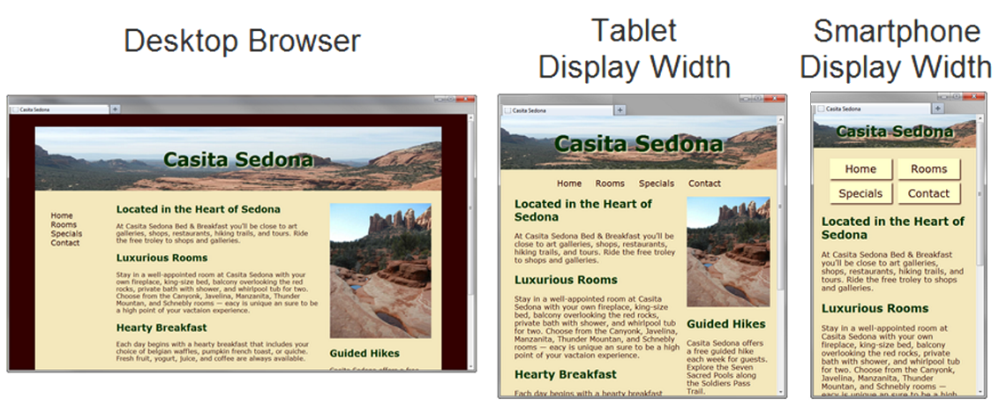 Desktop Browser
Casita Sedona
Casita Sedona
Home
Rooms
Specials
Contact
Located in the Heart of Sedona
At Casita Sedona Bed & Breakfast you'll be close to art
galleries, shops, restaurants, hiking trails, and tours. Ride
the free troley to shops and galleries.
Luxurious Rooms
Stay in a well-appointed room at Casita Sedona with your
own fireplace, king-size bed, balcony overlooking the red
rocks, private bath with shower, and whirlpool tub for two.
Choose from the Canyonk, Javelina, Manzanita, Thunder
Mountan, and Schnebly rooms — eacy is unique an sure to be
a high point of your vactaion experience.
Hearty Breakfast
Each day begins with a hearty breakfast that includes your
choice of belgian waffles, pumpkin french toast, or quiche.
Fresh fruit, yogurt, juice, and coffee are always available.
Guided Hikes
Casita Sedona offers a free
Tablet
Display Width
Casita Sedona
Casita Sedona
Home Rooms Specials Contact
Located in the Heart of
Sedona
At Casita Sedona Bed & Breakfast you'll be
close to art galleries, shops, restaurants,
hiking trails, and tours. Ride the free troley
to shops and galleries.
Luxurious Rooms
Stay in a well-appointed room at Casita
Sedona with your own fireplace, king-size
bed, balcony overlooking the red rocks,
private bath with shower, and whirlpool tub
for two. Choose from the Canyonk, Javelina,
Manzanita, Thunder Mountan, and Schnebly
rooms — eacy is unique an sure to be a high
point of your vactaion experience.
Hearty Breakfast
Each day begins with a hearty breakfast
Guided Hikes
Casita Sedona offers
a free guided hike
each week for guests.
Explore the Seven
Sacred Pools along
the Soldiers Pass
Trail.
Smartphone
Display Width
Casita Sedona
Casita Sedona
Home Rooms
Specials Contact
Located in the Heart of
Sedona
At Casita Sedona Bed & Breakfast
you'll be close to art galleries,
shops, restaurants, hiking trails, and
tours. Ride the free troley to shops
and galleries.
Luxurious Rooms
Stay in a well-appointed room at
Casita Sedona with your own
fireplace, king-size bed, balcony
overlooking the red rocks, private
bath with shower, and whirlpool tub
for two. Choose from the Canyonk,
Javelina, Manzanita, Thunder
Mountan, and Schnebly rooms —
eacy is unique an sure to be a high